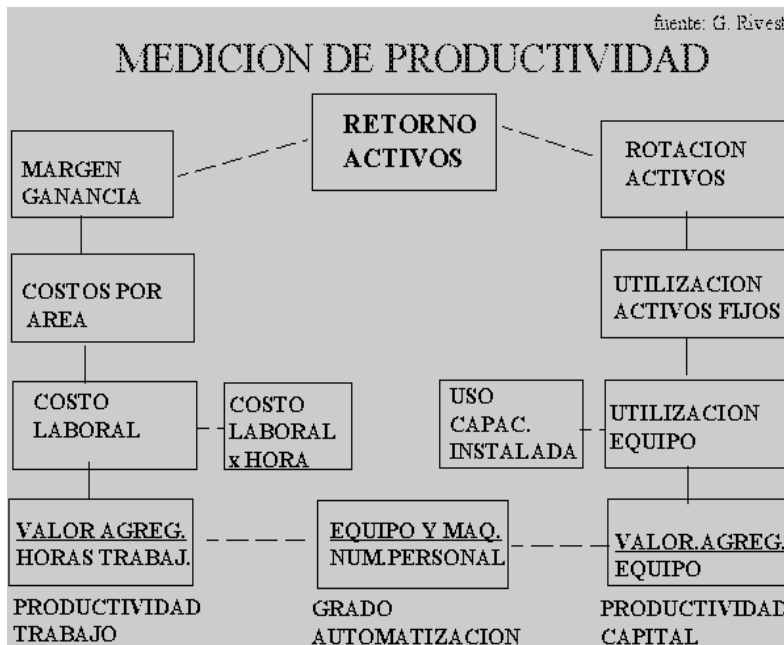 fuente: G. Rivest
MEDICION DE PRODUCTIVIDAD
RETORNO
ACTIVOS
MARGEN
GANANCIA
ROTACION
ACTIVOS
COSTOS POR
AREA
UTILIZACION
ACTIVOS FIJOS
COSTO
LABORAL
COSTO
LABORAL
x HORA
USO
CAPAC.
INSTALADA
UTILIZACION
EQUIPO
VALOR AGREG.
HORAS TRABAJ.
EQUIPO Y MAQ.
NUM.PERSONAL
VALOR.AGREG.
EQUIPO
PRODUCTIVIDAD
TRABAJO
GRADO
AUTOMATIZACION
PRODUCTIVIDAD
CAPITAL